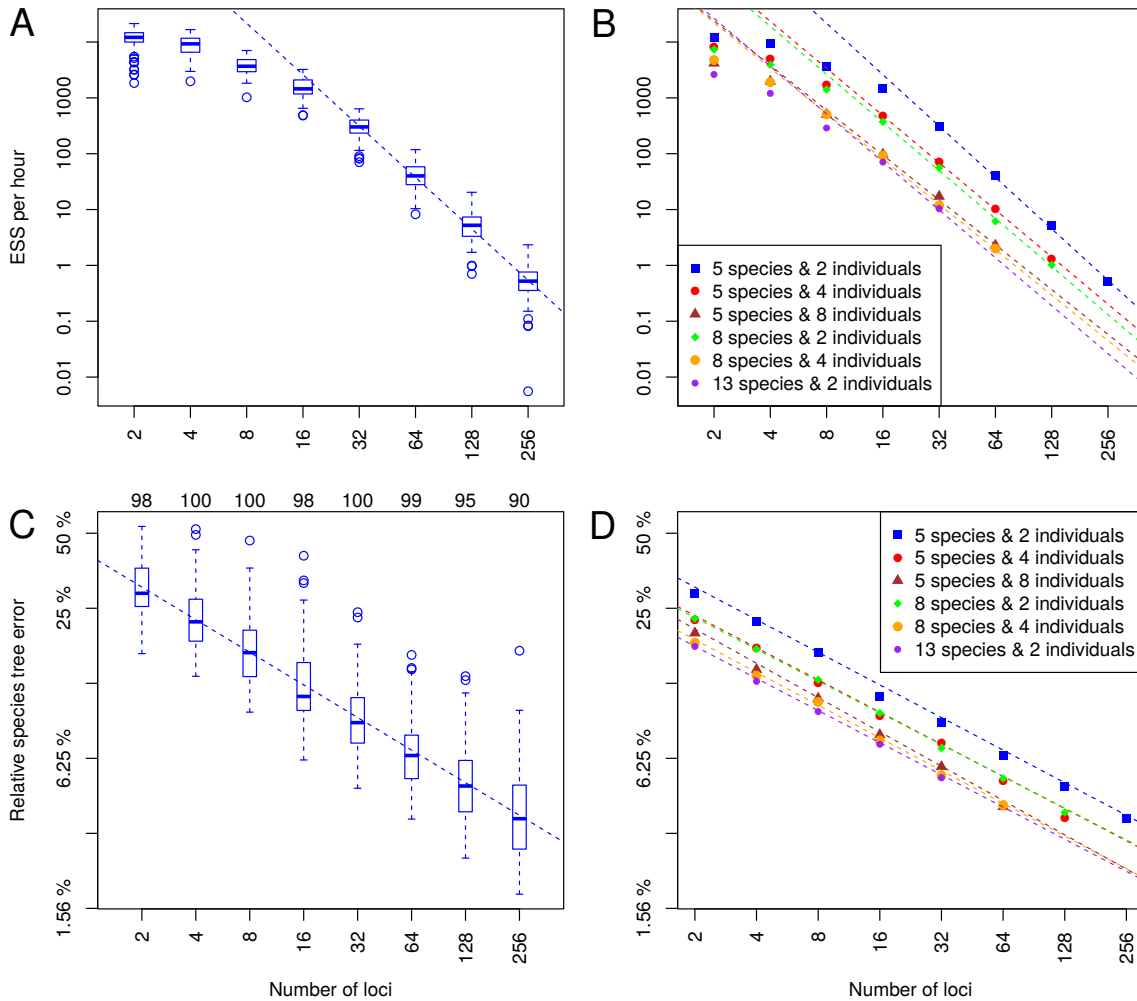 A
ESS per hour
1000
100
10
1
0.1
0.01
2
4
8
16
32
64
128
256
B
1000
100
10
1
0.1
0.01
5 species & 2 individuals
5 species & 4 individuals
5 species & 8 individuals
8 species & 2 individuals
8 species & 4 individuals
13 species & 2 individuals
2
4
8
16
32
64
128
256
C
98 100 100 98 100 99 95 90
Relative species tree error
50 %
25 %
6.25 %
1.56 %
2
4
8
16
32
64
128
256
Number of loci
D
50 %
25 %
6.25 %
1.56 %
5 species & 2 individuals
5 species & 4 individuals
5 species & 8 individuals
8 species & 2 individuals
8 species & 4 individuals
13 species & 2 individuals
2
4
8
16
32
64
128
256
Number of loci